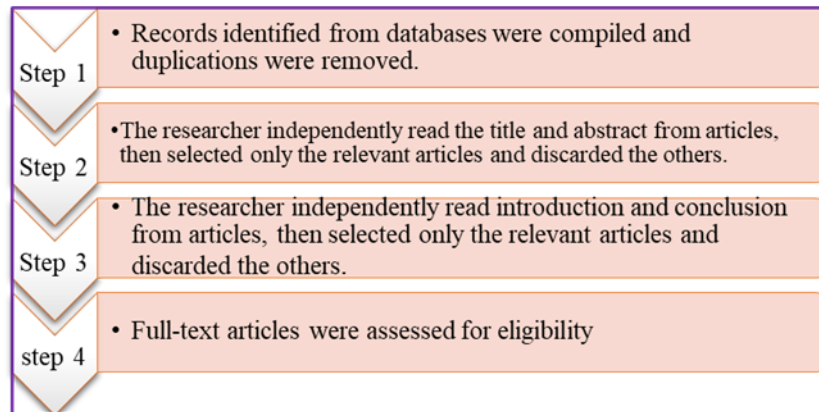 Step 1
• Records identified from databases were compiled and
duplications were removed.
Step 2
•The researcher independently read the title and abstract from articles,
then selected only the relevant articles and discarded the others.
Step 3
• The researcher independently read introduction and conclusion
from articles, then selected only the relevant articles and
discarded the others.
step 4
• Full-text articles were assessed for eligibility